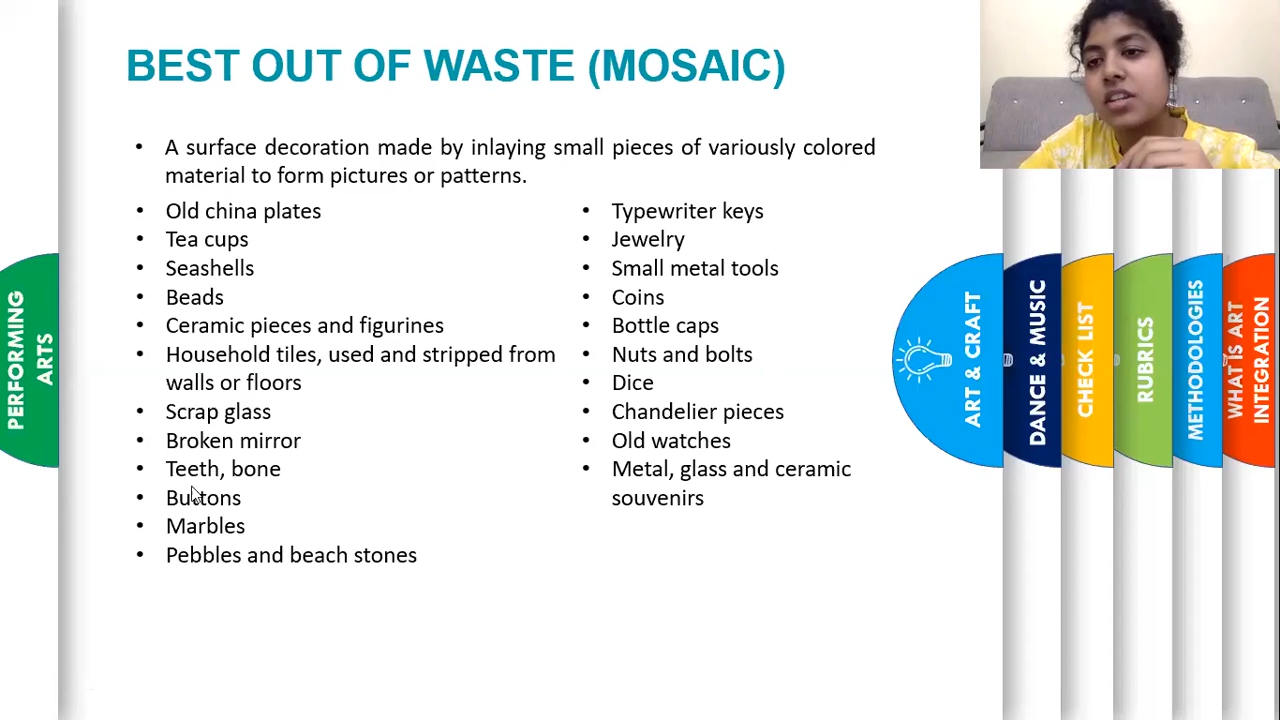 BEST OUT OF WASTE (MOSAIC)
• A surface decoration made by inlaying small pieces of variously colored
material to form pictures or patterns.
• Old china plates
• Tea cups
• Seashells
• Beads
• Ceramic pieces and figurines
• Household tiles, used and stripped from
walls or floors
• Scrap glass
• Broken mirror
• Teeth, bone
• Buttons
• Marbles
• Pebbles and beach stones
• Typewriter keys
• Jewelry
• Small metal tools
• Coins
• Bottle caps
• Nuts and bolts
• Dice
• Chandelier pieces
• Old watches
• Metal, glass and ceramic
souvenirs
PERFORMING
ARTS
ART & CRAFT
DANCE & MUSIC
CHECK LIST
RUBRICS
METHODOLOGIES
WHAT IS ART
INTEGRATION